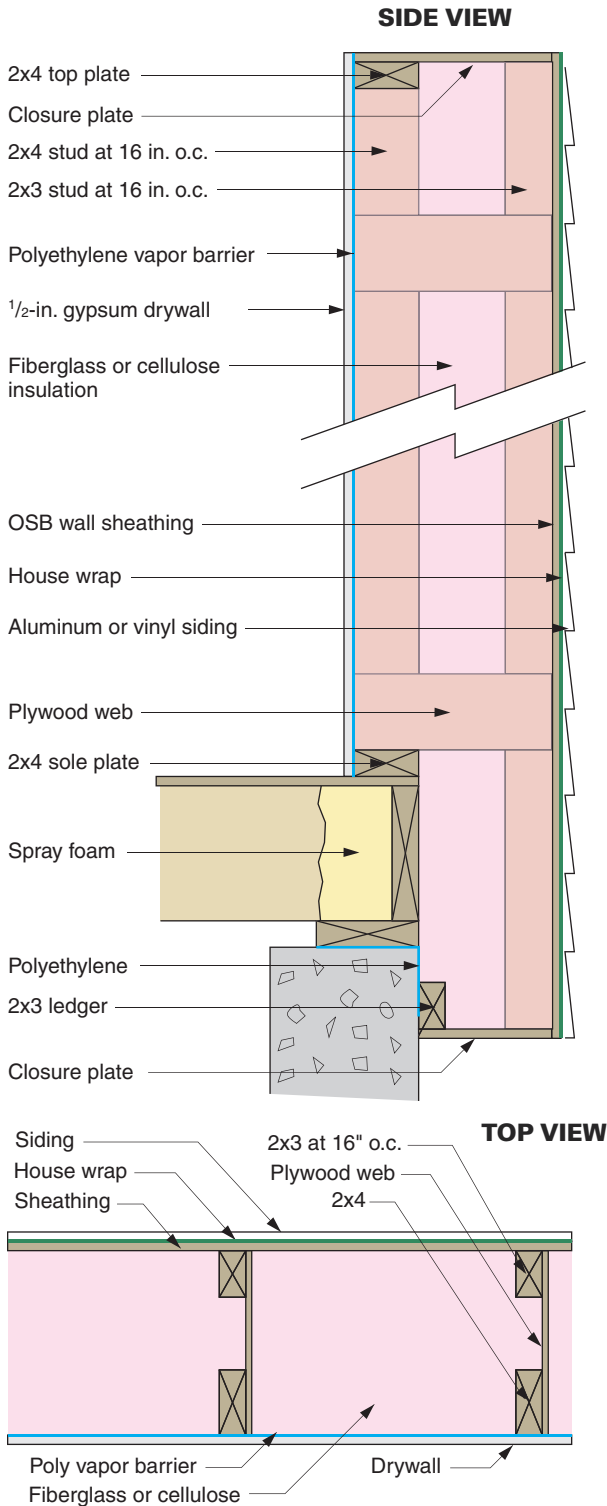 SIDE VIEW
2x4 top plate
Closure plate
2x4 stud at 16 in. o.c.
2x3 stud at 16 in. o.c.
Polyethylene vapor barrier
1/2-in. gypsum drywall
Fiberglass or cellulose
insulation
OSB wall sheathing
House wrap
Aluminum or vinyl siding
Plywood web
2x4 sole plate
Spray foam
Polyethylene
2x3 ledger
Closure plate
TOP VIEW
Siding
House wrap
Sheathing
2x3 at 16" o.c.
Plywood web
2x4
Poly vapor barrier
Fiberglass or cellulose
Drywall